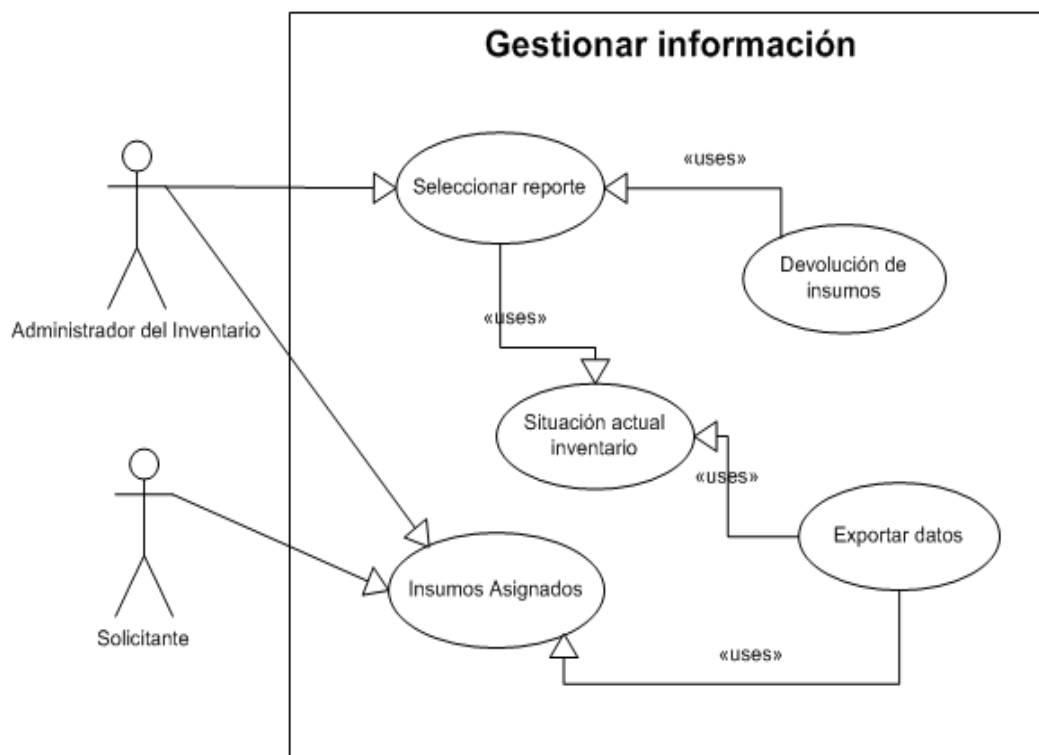 Gestionar información
«uses»
Seleccionar reporte
Devolución de
insumos
Administrador del Inventario
«uses»
Situación actual
inventario
«uses»
Exportar datos
Insumos Asignados
Solicitante
«uses»